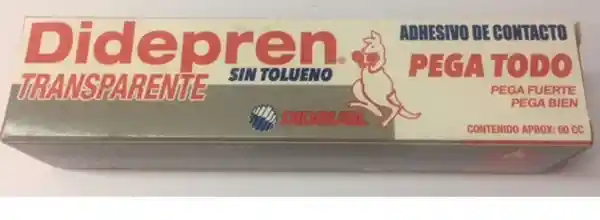 Didepren®
TRANSPARENTE
SIN TOLUENO
ADHESIVO DE CONTACTO
PEGA TODO
PEGA FUERTE
PEGA BIEN
CONTENIDO APROX: 60 CC